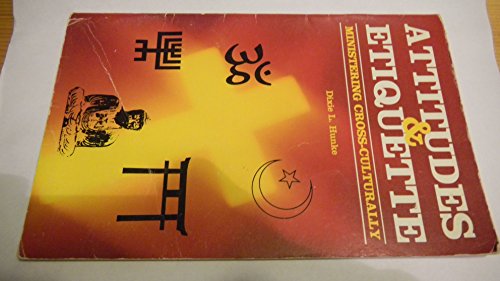 ATTITUDES
&
ETIQUETTE
MINISTERING CROSS-CULTURALLY
Dixie L. Hunke
ॐ